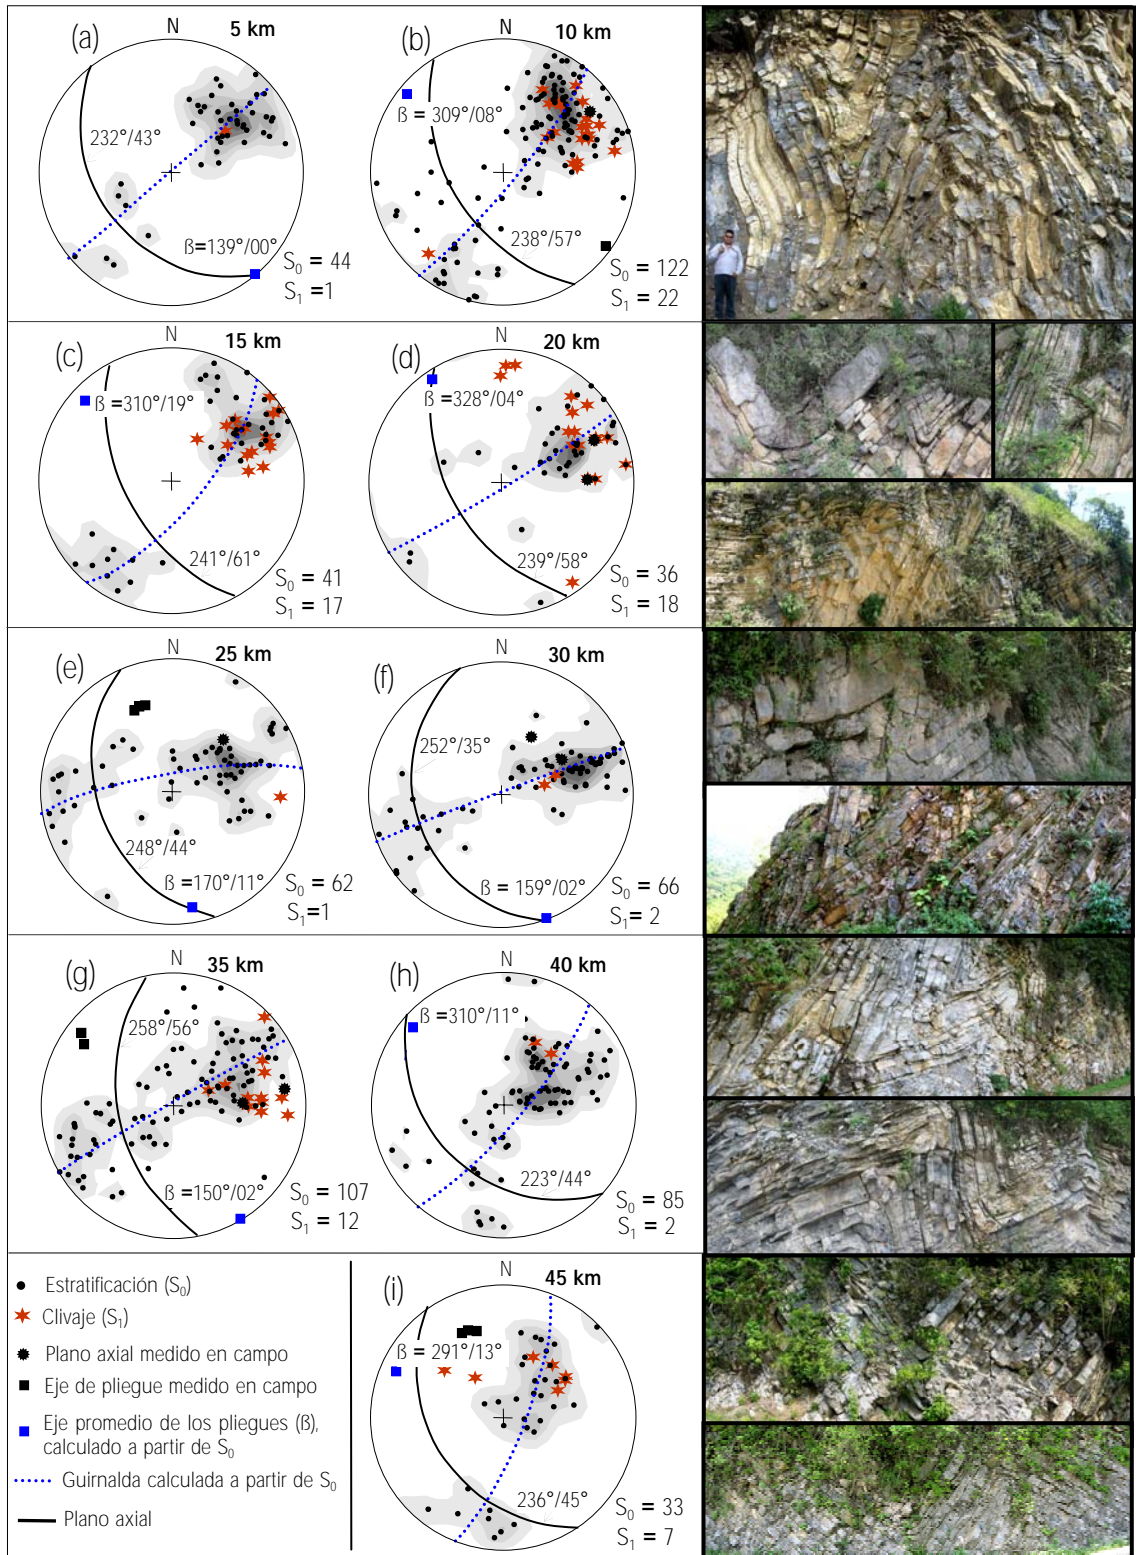 (a)
N
5 km
232°/43°
ß=139°/00°
S₀ = 44
S₁ =1
(b)
N
10 km
ß = 309°/08°
238°/57°
S₀ = 122
S₁ = 22
(c)
N
15 km
ß =310°/19°
241°/61°
S₀ = 41
S₁ = 17
(d)
N
20 km
ß =328°/04°
239°/58°
S₀ = 36
S₁ = 18
(e)
N
25 km
248°/44°
ß =170°/11°
S₀ = 62
S₁=1
(f)
N
30 km
252°/35°
ß = 159°/02°
S₀ = 66
S₁ = 2
(g)
N
35 km
258°/56°
ß=150°/02°
S₀ = 107
S₁ = 12
(h)
N
40 km
ß =310°/11°
223°/44°
S₀ = 85
S₁ = 2
Estratificación (S₀)
Clivaje (S₁)
Plano axial medido en campo
Eje de pliegue medido en campo
Eje promedio de los pliegues (ß),
calculado a partir de S₀
Guirnalda calculada a partir de S₀
Plano axial
(i)
N
45 km
ß = 291°/13°
236°/45°
S₀ = 33
S₁ = 7